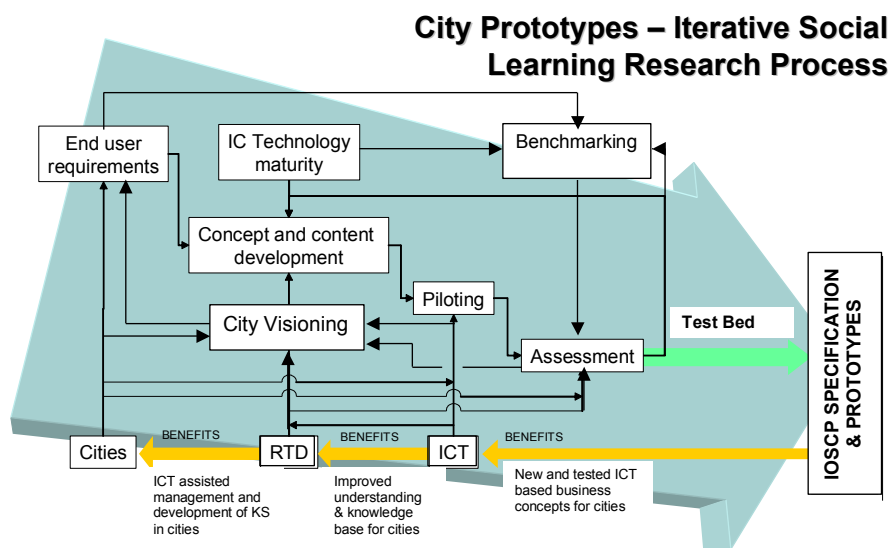 City Prototypes – Iterative Social
Learning Research Process
End user
requirements
IC Technology
maturity
Benchmarking
Concept and content
development
Piloting
City Visioning
Test Bed
Assessment
IOSCP SPECIFICATION
& PROTOTYPES
BENEFITS
BENEFITS
BENEFITS
Cities
RTD
ICT
ICT assisted
management and
development of KS
in cities
Improved
understanding
& knowledge
base for cities
New and tested ICT
based business
concepts for cities